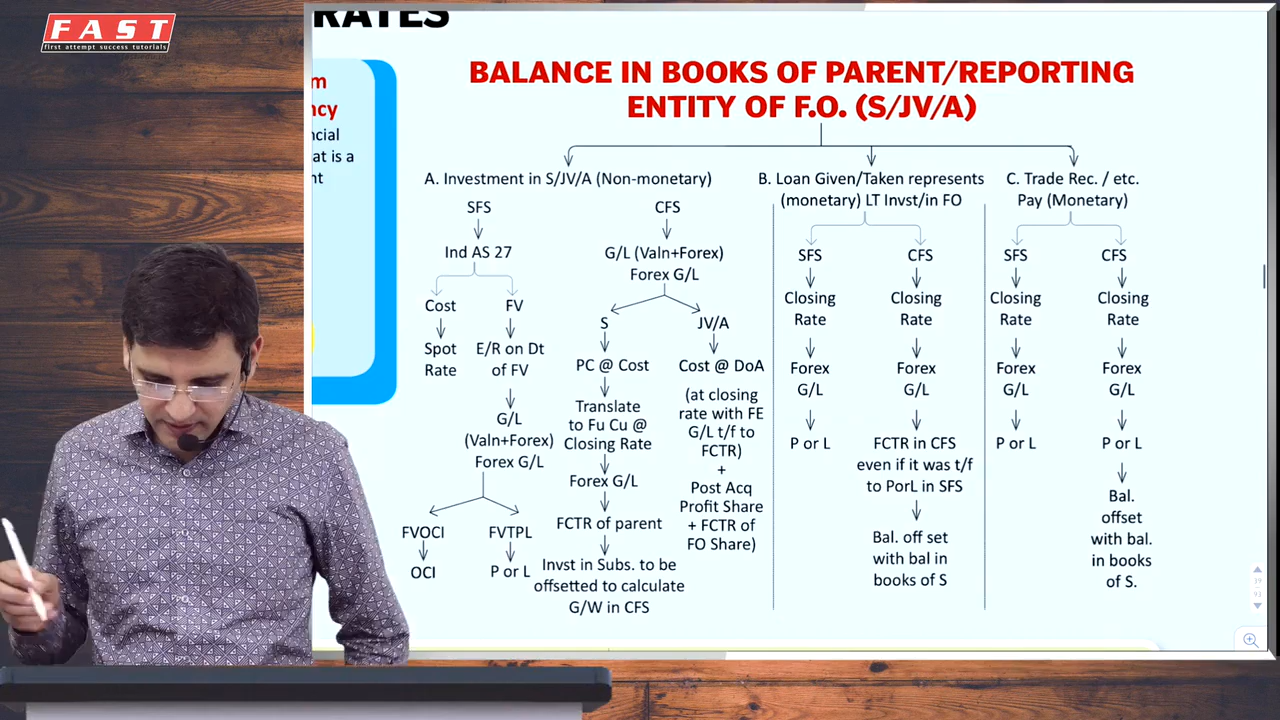 FAST
first attempt success tutorials
RATES
m
ncy
ncial
at is a
nt
BALANCE IN BOOKS OF PARENT/REPORTING
ENTITY OF F.O. (S/JV/A)
A. Investment in S/JV/A (Non-monetary)
SFS
Ind AS 27
Cost
Spot
Rate
FV
E/R on Dt
of FV
G/L
(Valn+Forex)
Forex G/L
FVOCI
OCI
FVTPL
P or L
CFS
G/L (Valn+Forex)
Forex G/L
S
PC @ Cost
Translate
to Fu Cu @
Closing Rate
Forex G/L
FCTR of parent
Invst in Subs. to be
offsetted to calculate
G/W in CFS
JV/A
Cost @ DoA
(at closing
rate with FE
G/L t/f to
FCTR)
+
Post Acq
Profit Share
+ FCTR of
FO Share)
B. Loan Given/Taken represents
(monetary) LT Invst/in FO
SFS
Closing
Rate
Forex
G/L
P or L
CFS
Closing
Rate
Forex
G/L
FCTR in CFS
even if it was t/f
to PorL in SFS
Bal. off set
with bal in
books of S
C. Trade Rec. / etc.
Pay (Monetary)
SFS
Closing
Rate
Forex
G/L
P or L
CFS
Closing
Rate
Forex
G/L
P or L
Bal.
offset
with bal.
in books
of S.